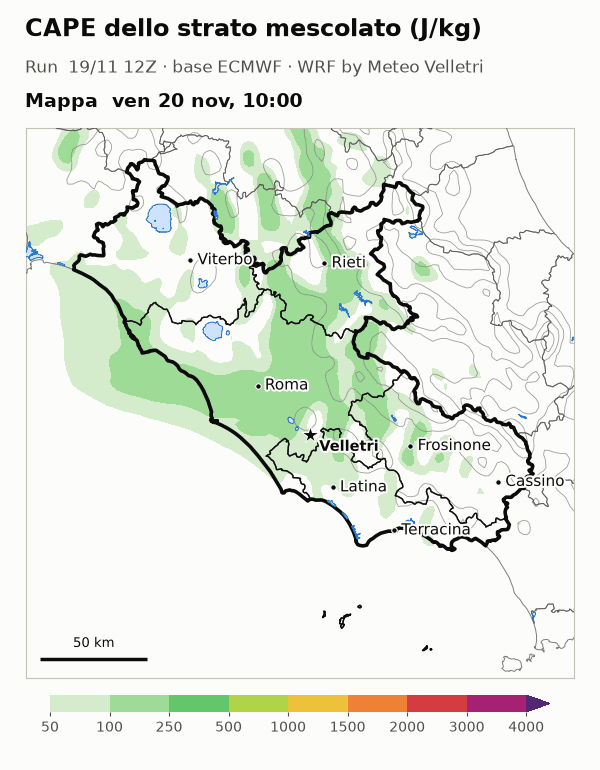 CAPE dello strato mescolato (J/kg)
Run  19/11 12Z · base ECMWF · WRF by Meteo Velletri
Mappa  ven 20 nov, 10:00
Viterbo
Rieti
Roma
Velletri
Frosinone
Latina
Cassino
Terracina
50 km
50 100 250 500 1000 1500 2000 3000 4000